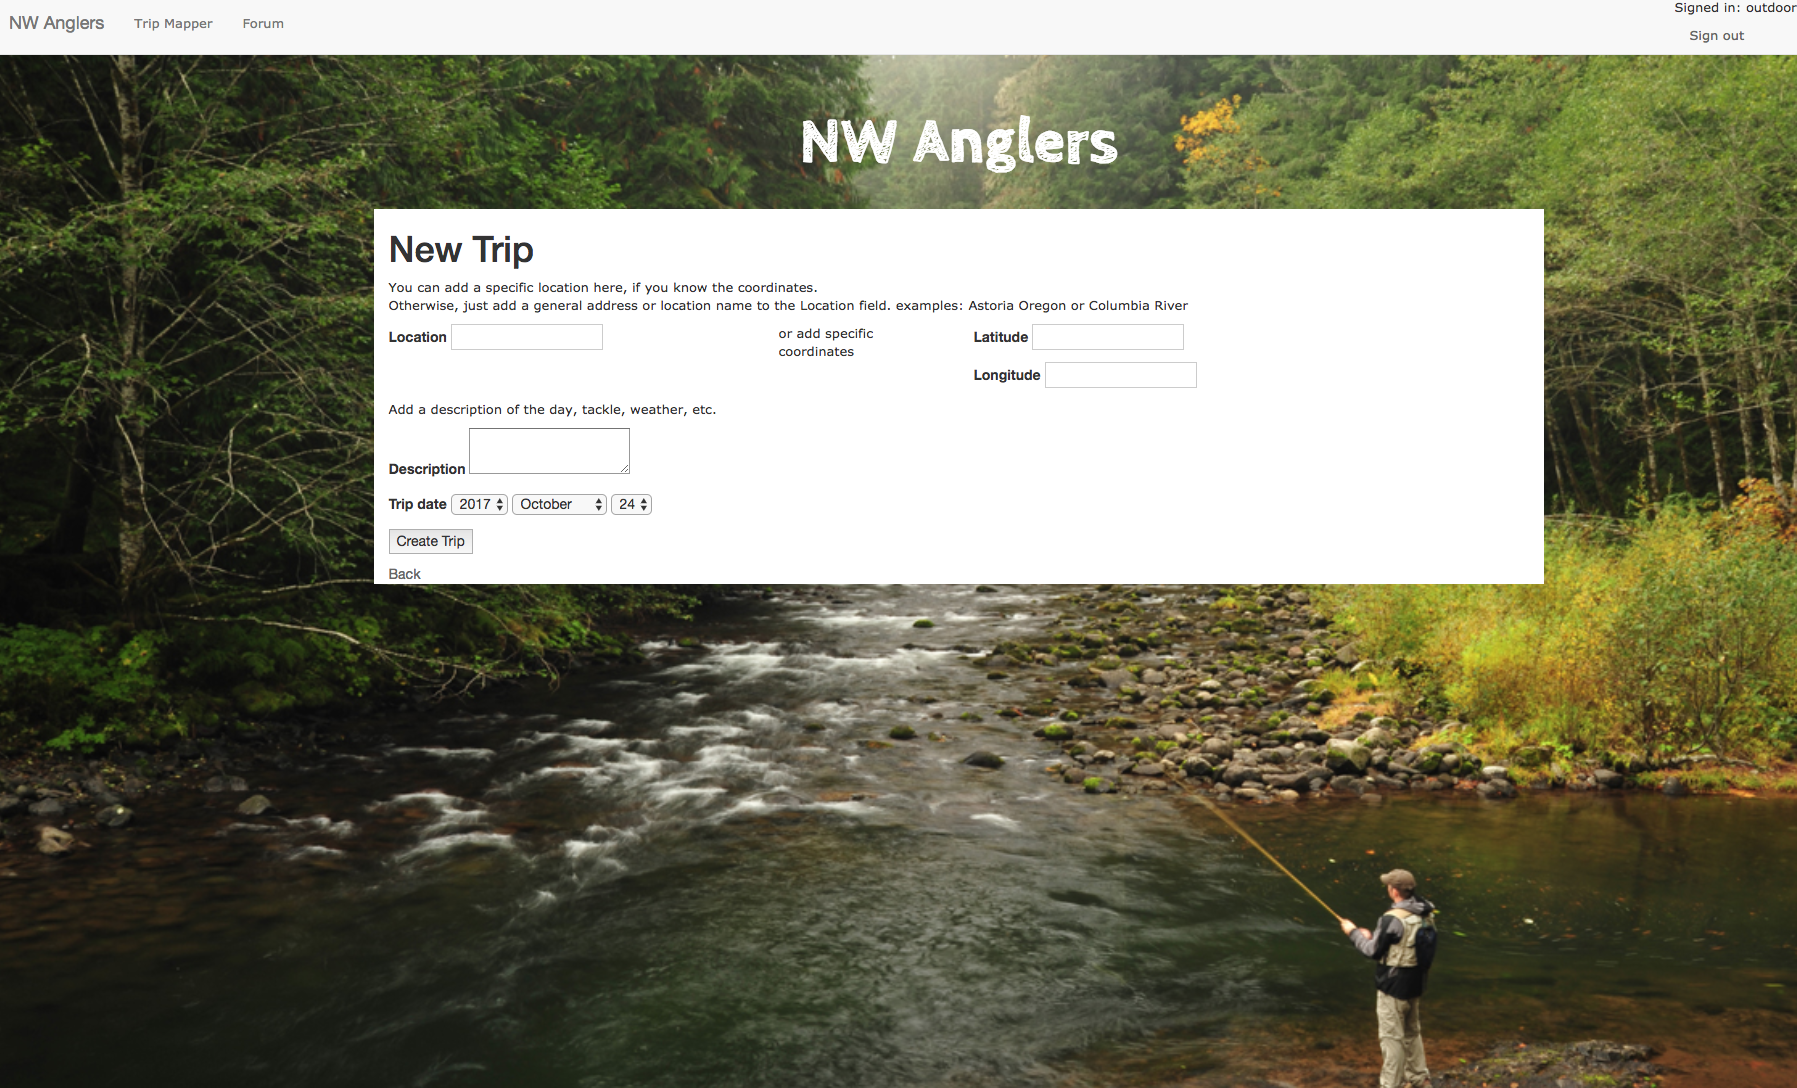 NW Anglers Trip Mapper Forum
Signed in: outdoor
Sign out
NW Anglers
New Trip
You can add a specific location here, if you know the coordinates.
Otherwise, just add a general address or location name to the Location field. examples: Astoria Oregon or Columbia River
Location
or add specific
coordinates
Latitude
Longitude
Add a description of the day, tackle, weather, etc.
Description
Trip date 2017 October 24
Create Trip
Back